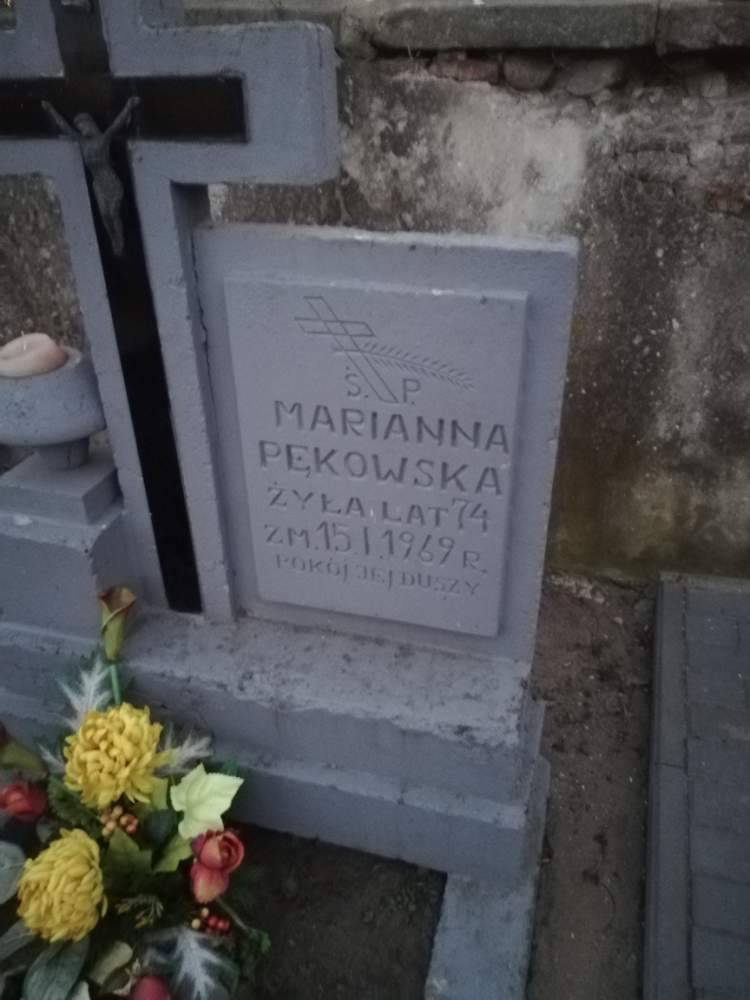 Ś.P.
MARIANNA
PĘKOWSKA
ŻYŁA LAT 74
ZM. 15.I.1969 R.
POKÓJ JEJ DUSZY